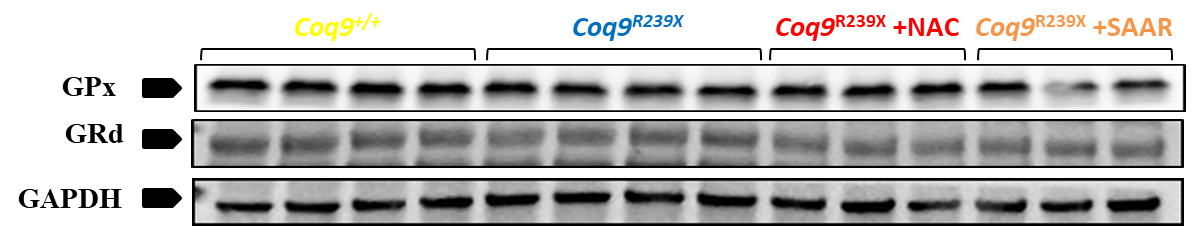 Coq9+/+ Coq9R239X Coq9R239X +NAC Coq9R239X +SAAR
GPx
GRd
GAPDH